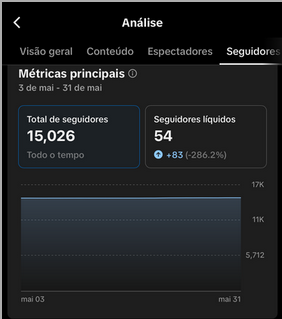 Análise
Visão geral Conteúdo Espectadores Seguidores
Métricas principais
3 de mai - 31 de mai
Total de seguidores
15,026
Todo o tempo
Seguidores líquidos
54
+83 (-286.2%)
17K
11K
5,712
mai 03 mai 31